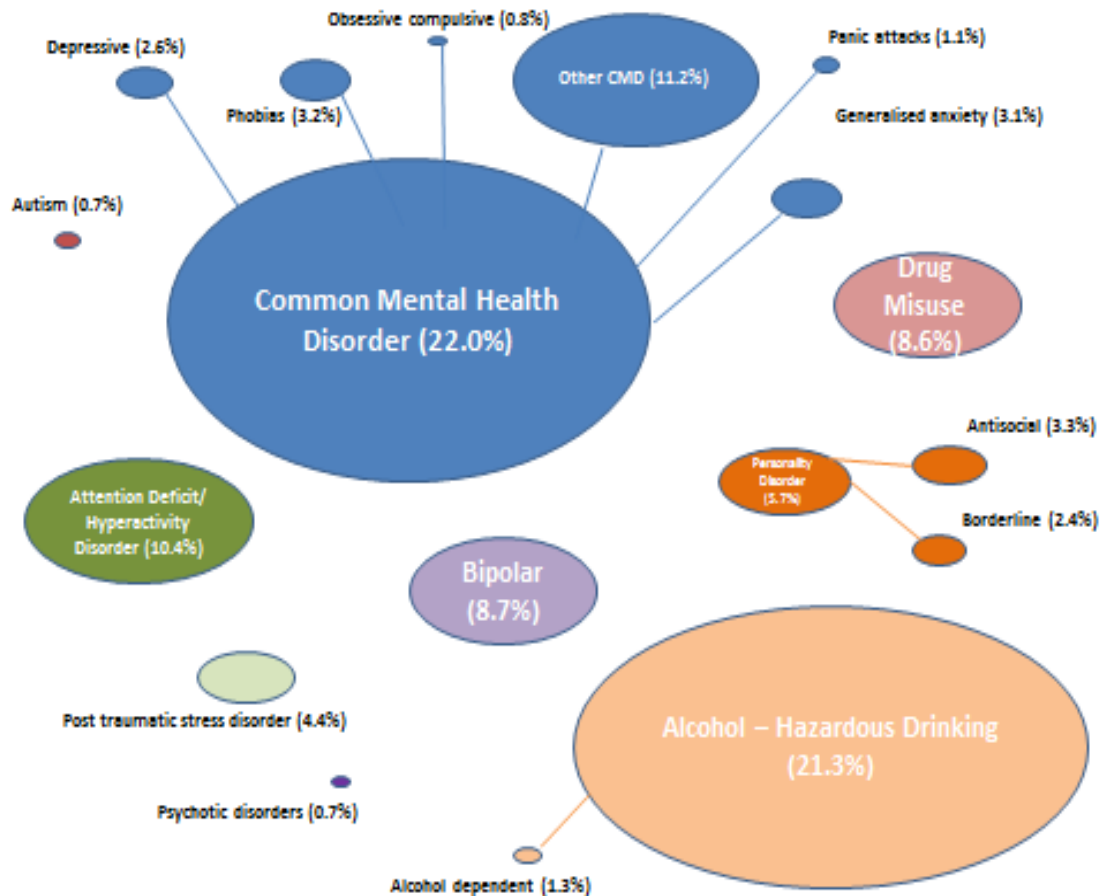 Obsessive compulsive (0.8%)
Depressive (2.6%)
Panic attacks (1.1%)
Other CMD (11.2%)
Phobias (3.2%)
Generalised anxiety (3.1%)
Autism (0.7%)
Common Mental Health
Disorder (22.0%)
Drug
Misuse
(8.6%)
Antisocial (3.3%)
Personality
Disorder
(5.7%)
Borderline (2.4%)
Attention Deficit/
Hyperactivity
Disorder (10.4%)
Bipolar
(8.7%)
Post traumatic stress disorder (4.4%)
Alcohol – Hazardous Drinking
(21.3%)
Psychotic disorders (0.7%)
Alcohol dependent (1.3%)